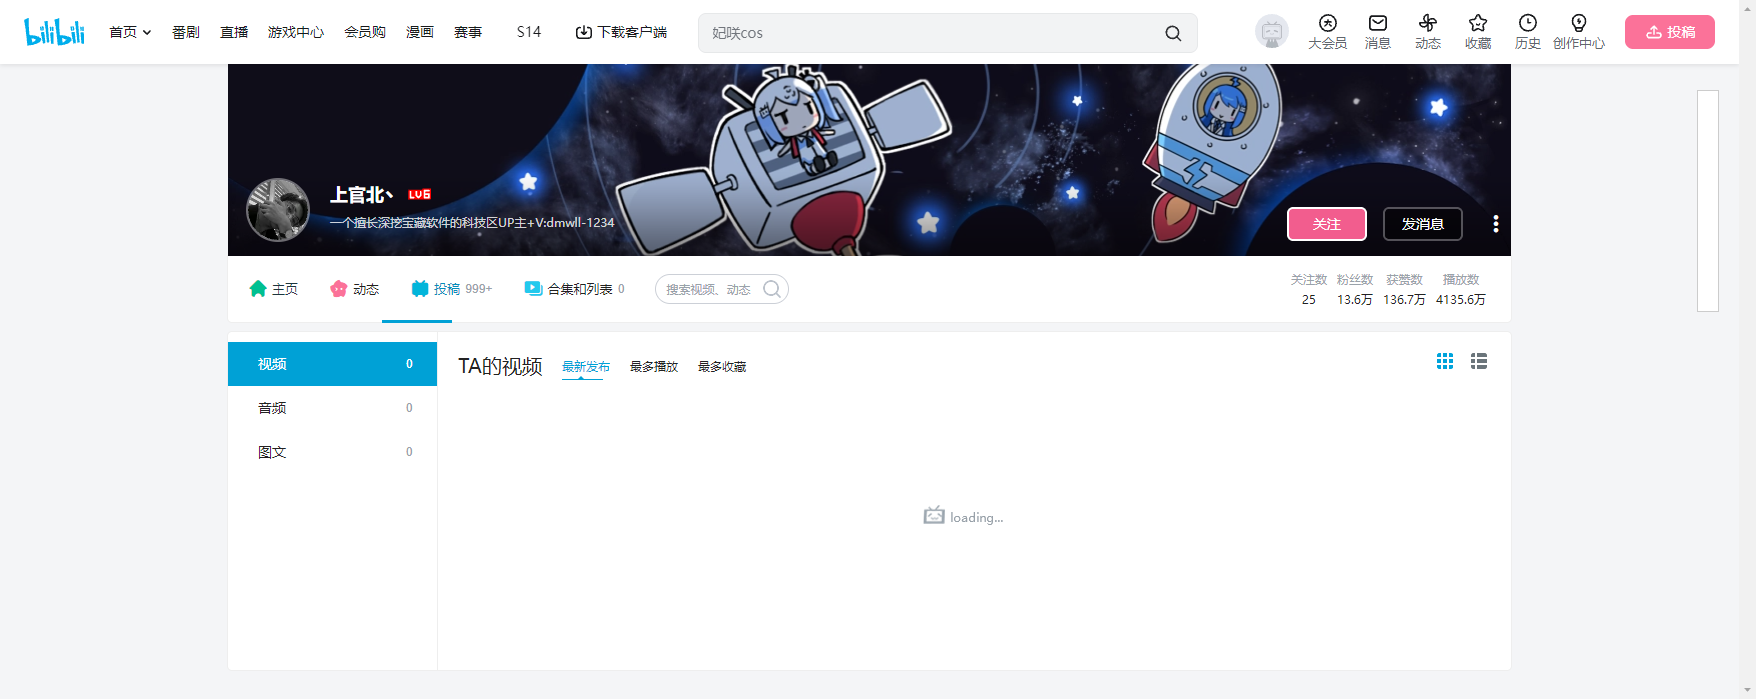 bilibili 首页 番剧 直播 游戏中心 会员购 漫画 赛事 S14 下载客户端 妃咲cos 大会员 消息 动态 收藏 历史 创作中心 投稿
上官北丶 LV6
一个擅长深挖宝藏软件的科技区UP主+V:dmwll-1234
关注 发消息
主页 动态 投稿 999+ 合集和列表 0 搜索视频、动态
关注数 粉丝数 获赞数 播放数
25 13.6万 136.7万 4135.6万
视频 0
音频 0
图文 0
TA的视频 最新发布 最多播放 最多收藏
loading...